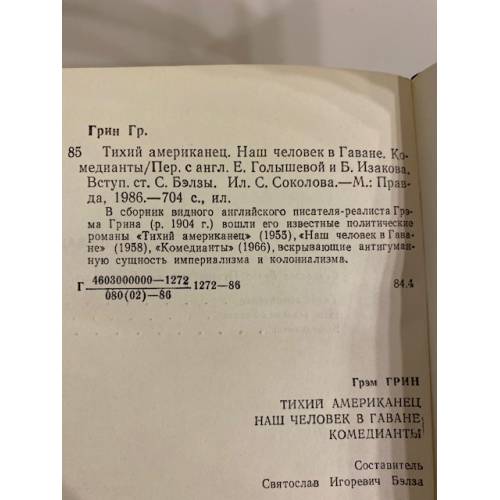 Грин Гр.
85 Тихий американец. Наш человек в Гаване. Ко-
медианты/Пер. с англ. Е. Голышевой и Б. Изакова.
Вступ. ст. С. Бэлзы. Ил. С. Соколова.—М.: Прав-
да, 1986.—704 с., ил.
В сборник видного английского писателя-реалиста Грэ-
ма Грина (р. 1904 г.) вошли его известные политические
романы «Тихий американец» (1955), «Наш человек в Гава-
не» (1958), «Комедианты» (1966), вскрывающие антигуман-
ную сущность империализма и колониализма.
Г 4603000000—1272
080(02)—86 1272—86 84.4
Грэм ГРИН
ТИХИЙ АМЕРИКАНЕЦ
НАШ ЧЕЛОВЕК В ГАВАНЕ
КОМЕДИАНТЫ
Составитель
Святослав Игоревич Бэлза